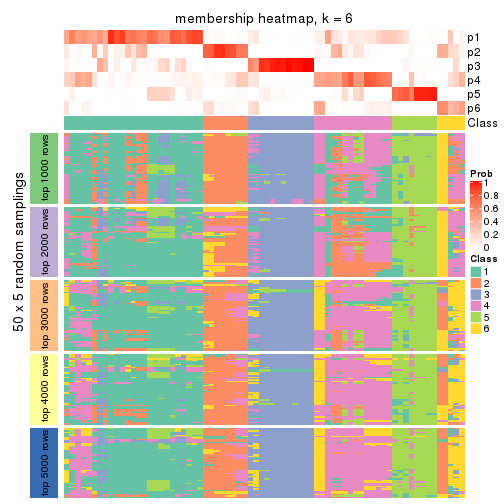 membership heatmap, k = 6
p1
p2
p3
p4
p5
p6
Class
50 x 5 random samplings
top 1000 rows
top 2000 rows
top 3000 rows
top 4000 rows
top 5000 rows
Prob
1
0.8
0.6
0.4
0.2
0
Class
1
2
3
4
5
6